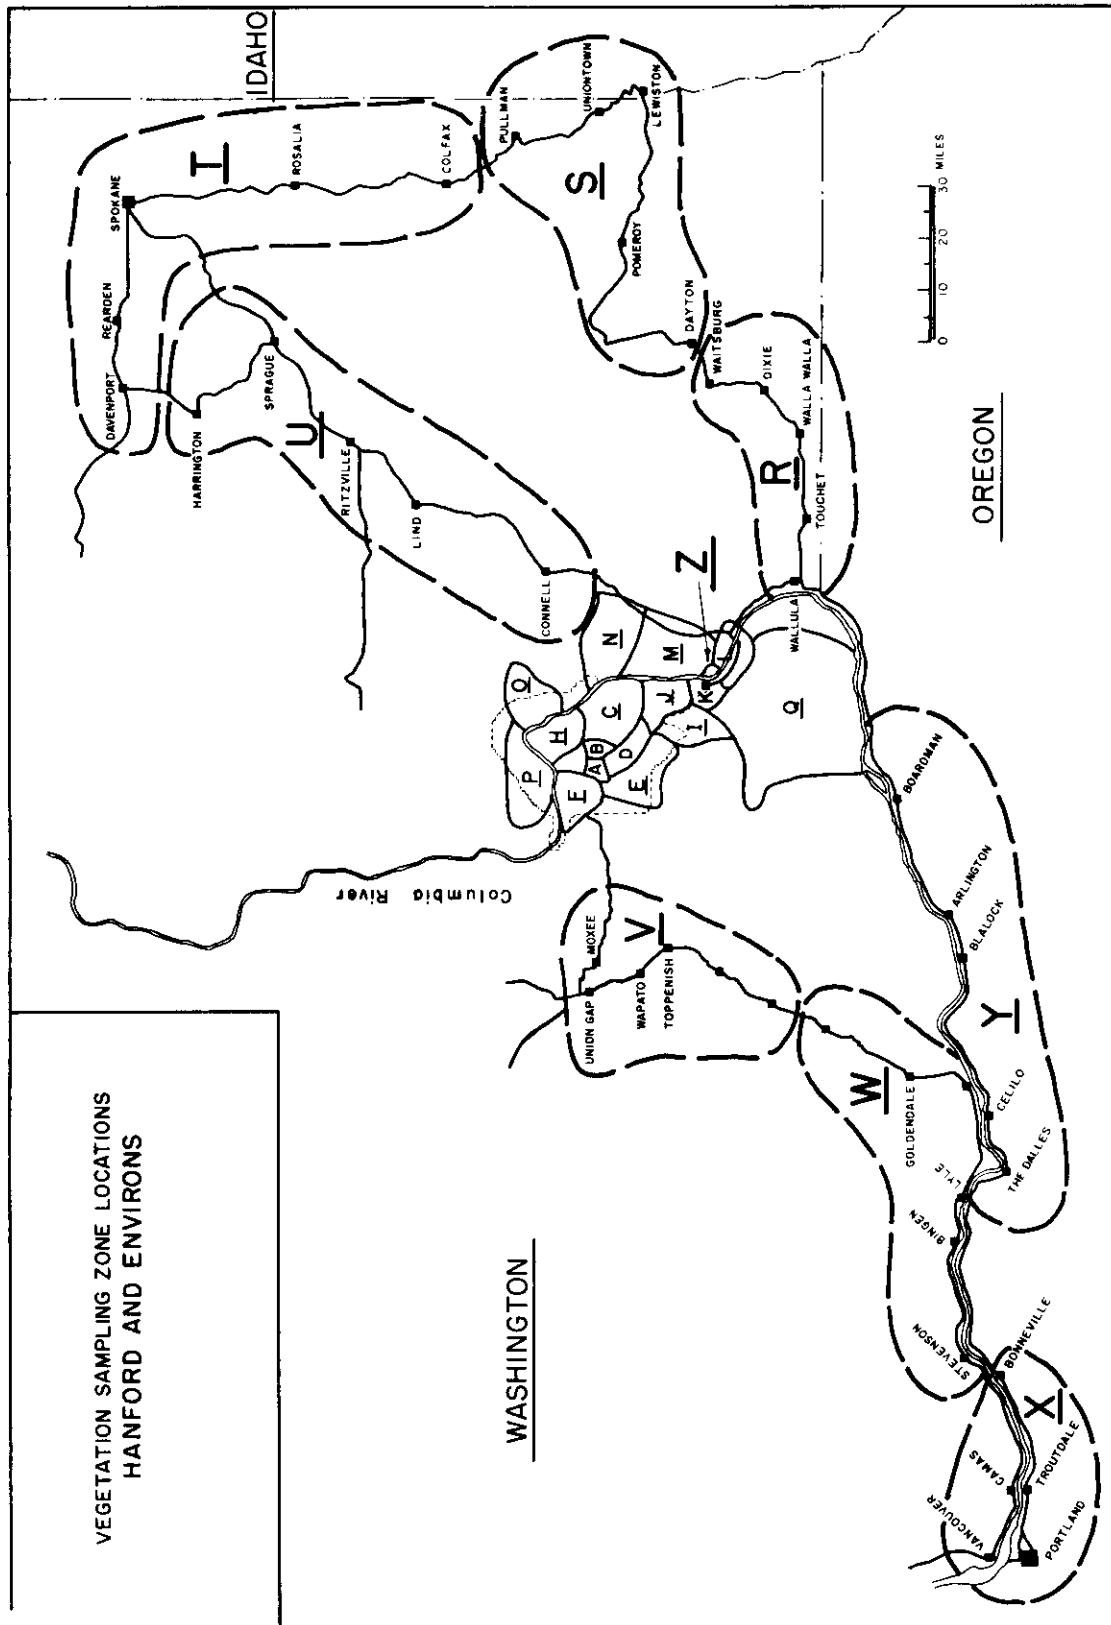 VEGETATION SAMPLING ZONE LOCATIONS
HANFORD AND ENVIRONS
WASHINGTON
IDAHO
OREGON
Columbia River
SPOKANE
REARDEN
DAVENPORT
HARRINGTON
SPRAGUE
RITZVILLE
LIND
CONNELL
ROSALIA
COLFAX
PULLMAN
UNIONTOWN
LEWISTON
POMEROY
DAYTON
WAITSBURG
DIXIE
WALLA WALLA
TOUCHET
WALLULA
MOXEE
UNION GAP
WAPATO
TOPPENISH
GOLDENDALE
BOARDMAN
ARLINGTON
BLALOCK
CELILO
THE DALLES
LYLE
BINGEN
STEVENSON
BONNEVILLE
CAMAS
TROUTDALE
VANCOUVER
PORTLAND
T
S
U
R
Z
V
W
Y
X
N
M
L
K
J
I
O
P
H
C
B
A
D
F
E
Q
0 10 20 30 MILES